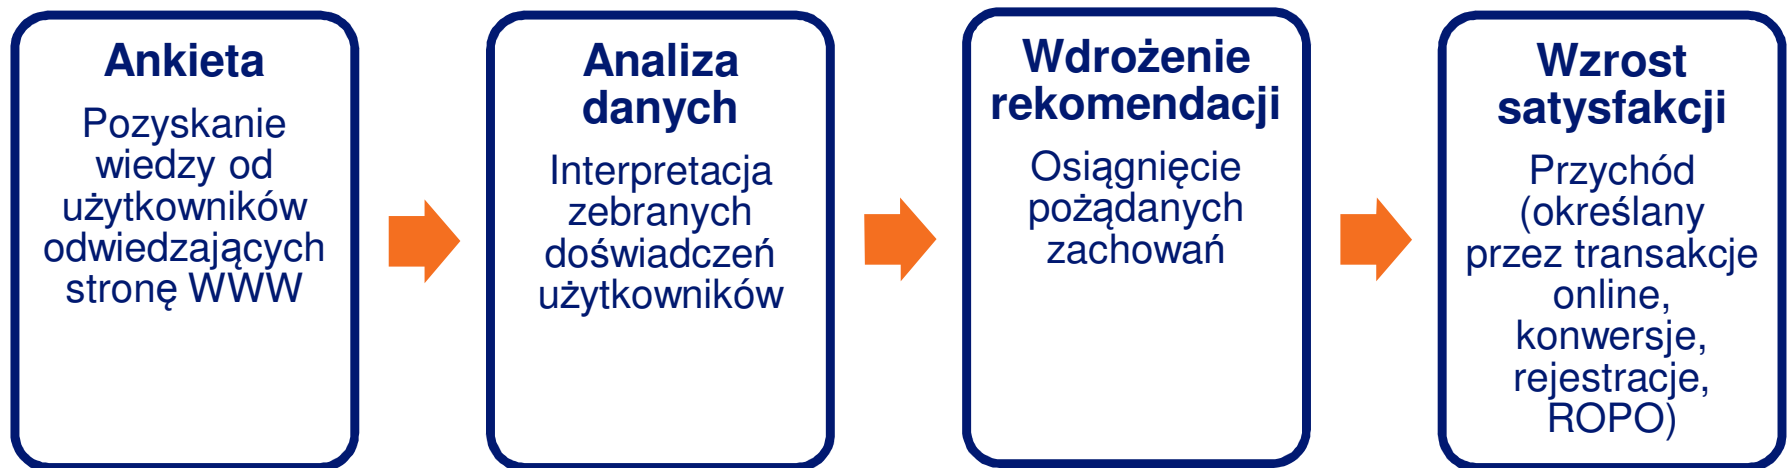 Ankieta
Pozyskanie
wiedzy od
użytkowników
odwiedzających
stronę WWW
Analiza
danych
Interpretacja
zebranych
doświadczeń
użytkowników
Wdrożenie
rekomendacji
Osiągnięcie
pożądanych
zachowań
Wzrost
satysfakcji
Przychód
(określany
przez transakcje
online,
konwersje,
rejestracje,
ROPO)